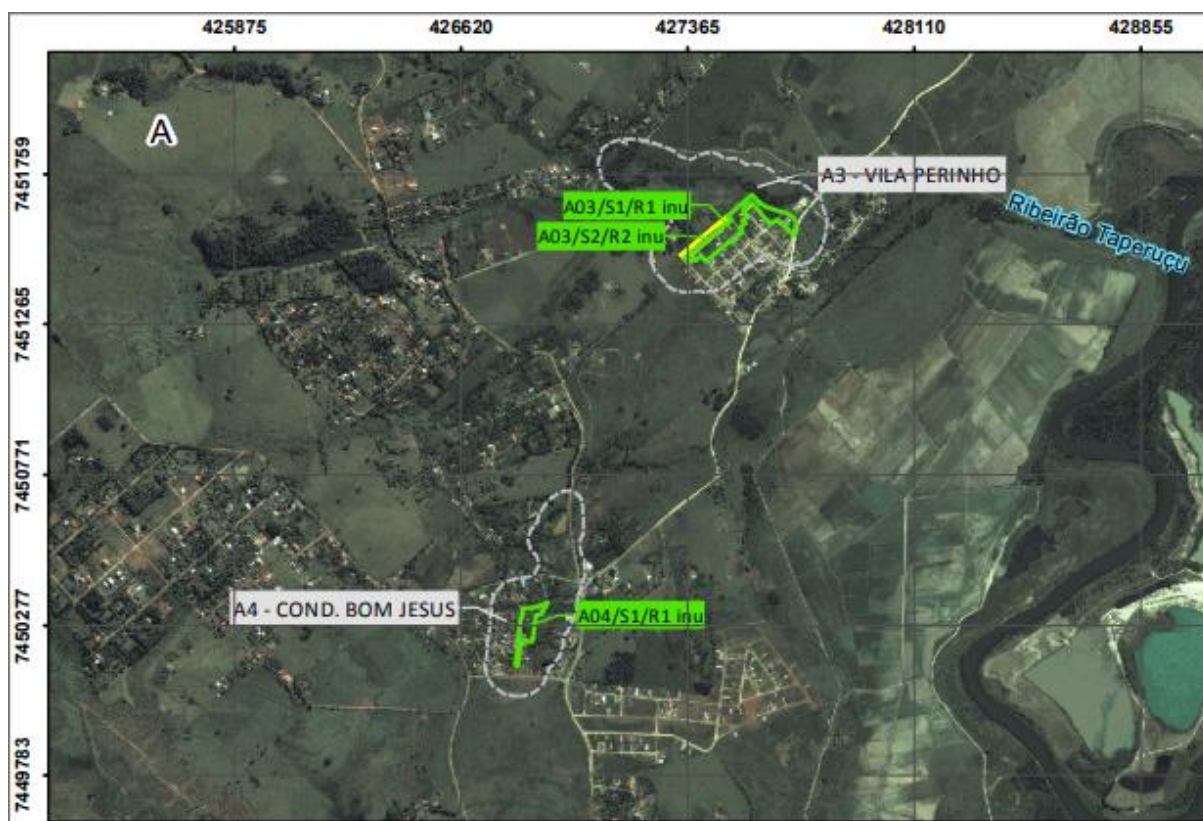 425875 426620 427365 428110 428855
A
7451759
A3 - VILA PERINHO
A03/S1/R1 inu
Ribeirão Taperuçu
A03/S2/R2 inu
7451265
7450771
A4 - COND. BOM JESUS
A04/S1/R1 inu
7450277
7449783